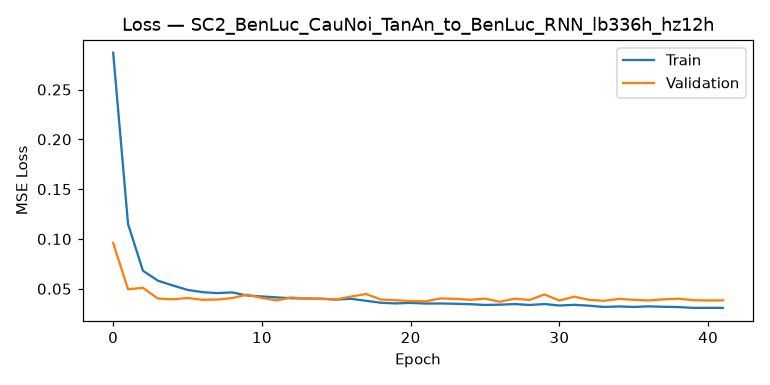 Loss — SC2_BenLuc_CauNoi_TanAn_to_BenLuc_RNN_lb336h_hz12h
Train
Validation
MSE Loss
0.25
0.20
0.15
0.10
0.05
0
10
20
30
40
Epoch